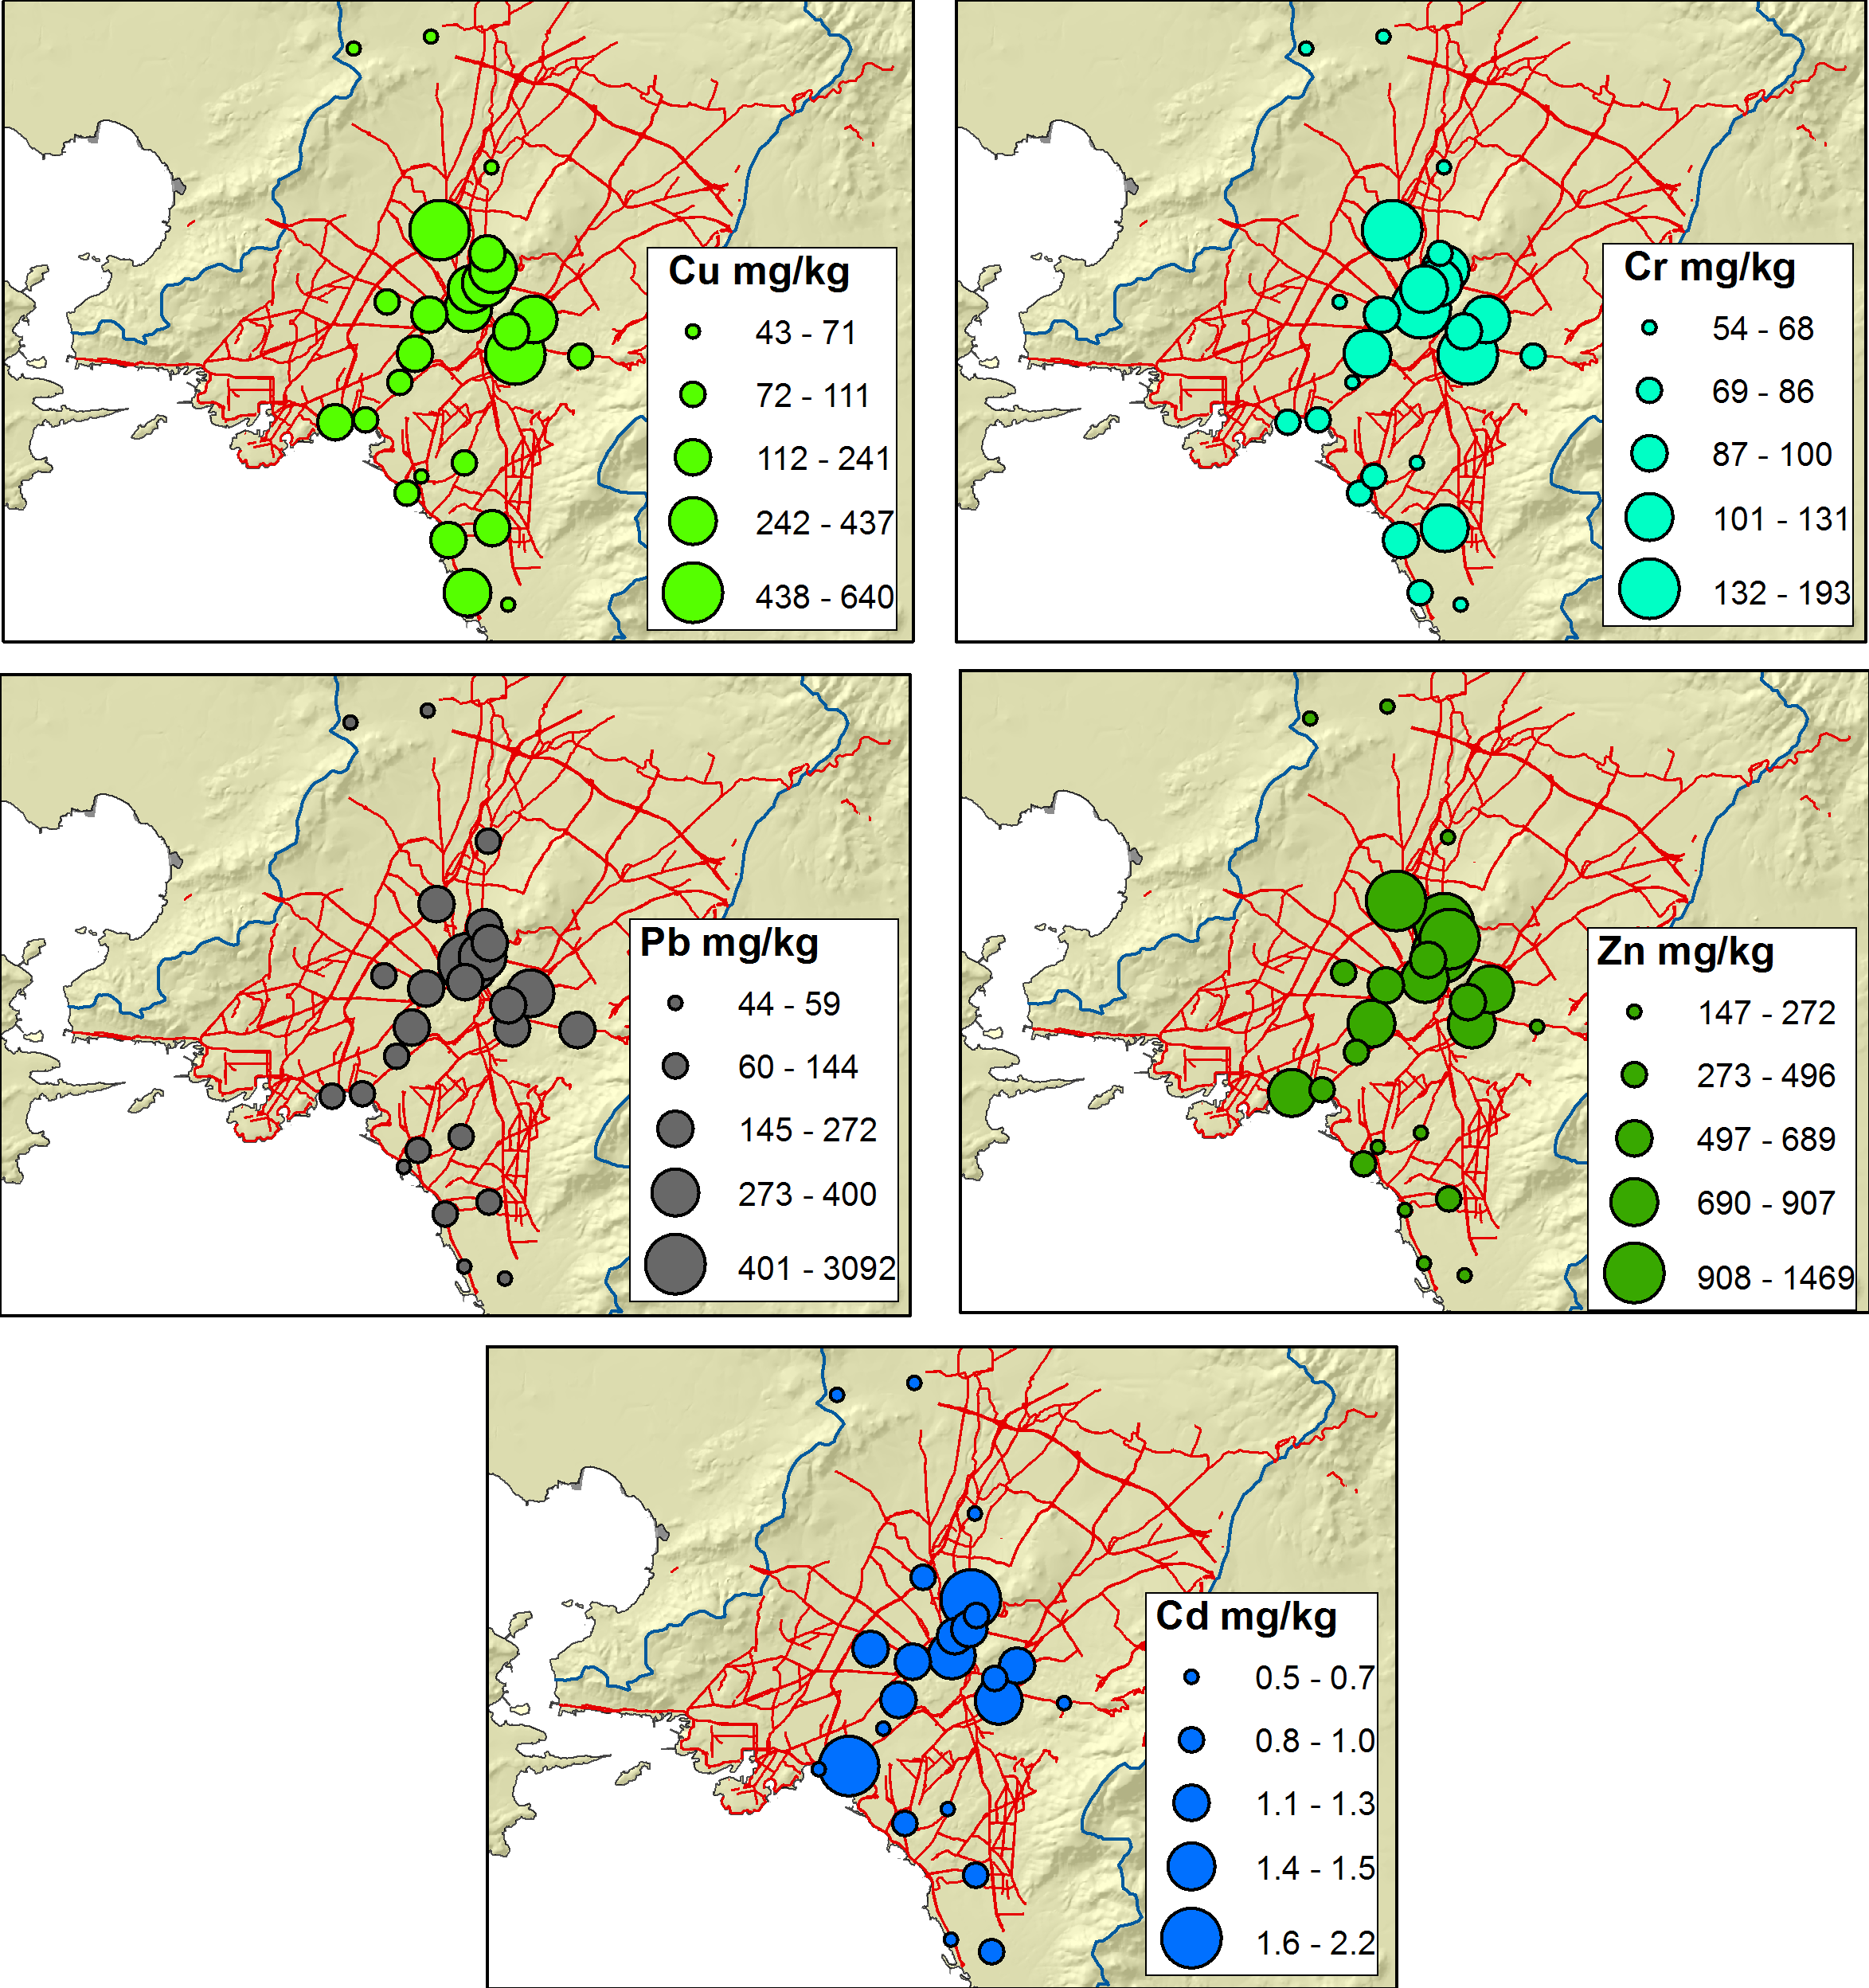 Cu mg/kg
43 - 71
72 - 111
112 - 241
242 - 437
438 - 640
Cr mg/kg
54 - 68
69 - 86
87 - 100
101 - 131
132 - 193
Pb mg/kg
44 - 59
60 - 144
145 - 272
273 - 400
401 - 3092
Zn mg/kg
147 - 272
273 - 496
497 - 689
690 - 907
908 - 1469
Cd mg/kg
0.5 - 0.7
0.8 - 1.0
1.1 - 1.3
1.4 - 1.5
1.6 - 2.2